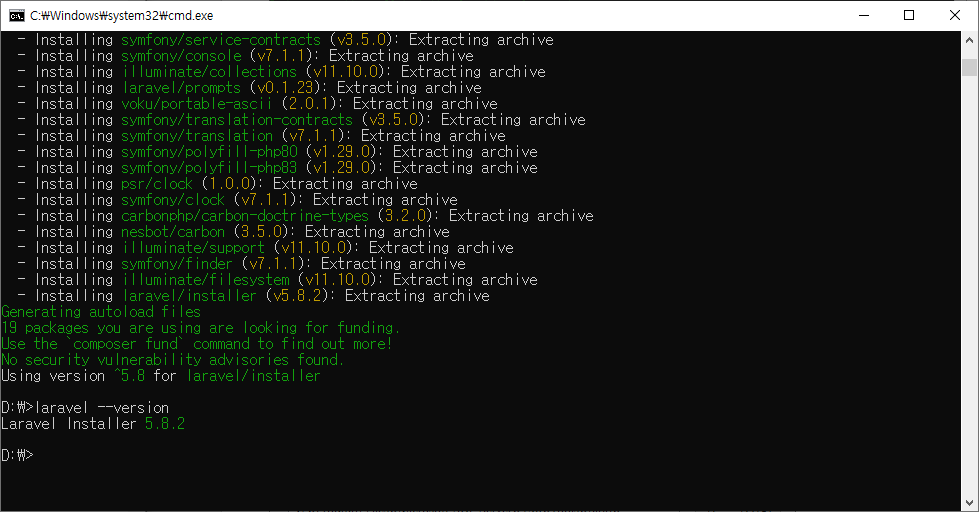 C:₩Windows₩system32₩cmd.exe
- Installing symfony/service-contracts (v3.5.0): Extracting archive
- Installing symfony/console (v7.1.1): Extracting archive
- Installing illuminate/collections (v11.10.0): Extracting archive
- Installing laravel/prompts (v0.1.23): Extracting archive
- Installing voku/portable-ascii (2.0.1): Extracting archive
- Installing symfony/translation-contracts (v3.5.0): Extracting archive
- Installing symfony/translation (v7.1.1): Extracting archive
- Installing symfony/polyfill-php80 (v1.29.0): Extracting archive
- Installing symfony/polyfill-php83 (v1.29.0): Extracting archive
- Installing psr/clock (1.0.0): Extracting archive
- Installing symfony/clock (v7.1.1): Extracting archive
- Installing carbonphp/carbon-doctrine-types (3.2.0): Extracting archive
- Installing nesbot/carbon (3.5.0): Extracting archive
- Installing illuminate/support (v11.10.0): Extracting archive
- Installing symfony/finder (v7.1.1): Extracting archive
- Installing illuminate/filesystem (v11.10.0): Extracting archive
- Installing laravel/installer (v5.8.2): Extracting archive
Generating autoload files
19 packages you are using are looking for funding.
Use the `composer fund` command to find out more!
No security vulnerability advisories found.
Using version ^5.8 for laravel/installer
D:₩>laravel --version
Laravel Installer 5.8.2
D:₩>